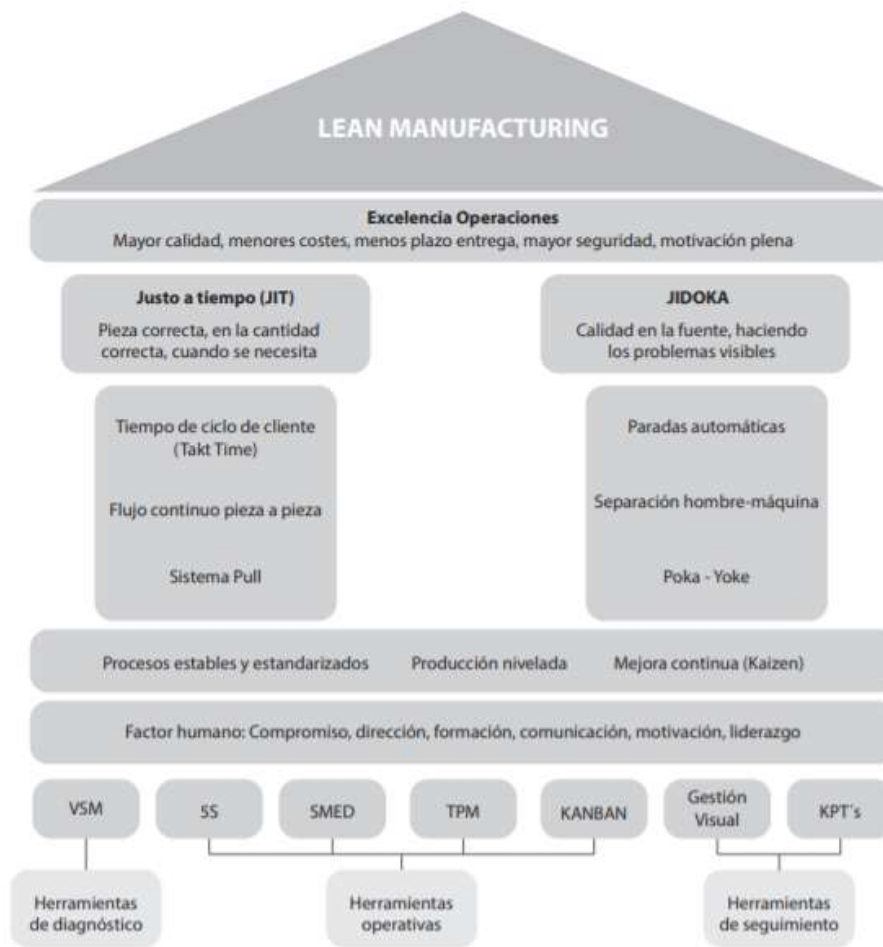 LEAN MANUFACTURING
Excelencia Operaciones
Mayor calidad, menores costes, menos plazo entrega, mayor seguridad, motivación plena
Justo a tiempo (JIT)
Pieza correcta, en la cantidad
correcta, cuando se necesita
JIDOKA
Calidad en la fuente, haciendo
los problemas visibles
Tiempo de ciclo de cliente
(Takt Time)
Flujo continuo pieza a pieza
Sistema Pull
Paradas automáticas
Separación hombre-máquina
Poka - Yoke
Procesos estables y estandarizados
Producción nivelada
Mejora continua (Kaizen)
Factor humano: Compromiso, dirección, formación, comunicación, motivación, liderazgo
VSM
5S
SMED
TPM
KANBAN
Gestión
Visual
KPT´s
Herramientas
de diagnóstico
Herramientas
operativas
Herramientas
de seguimiento